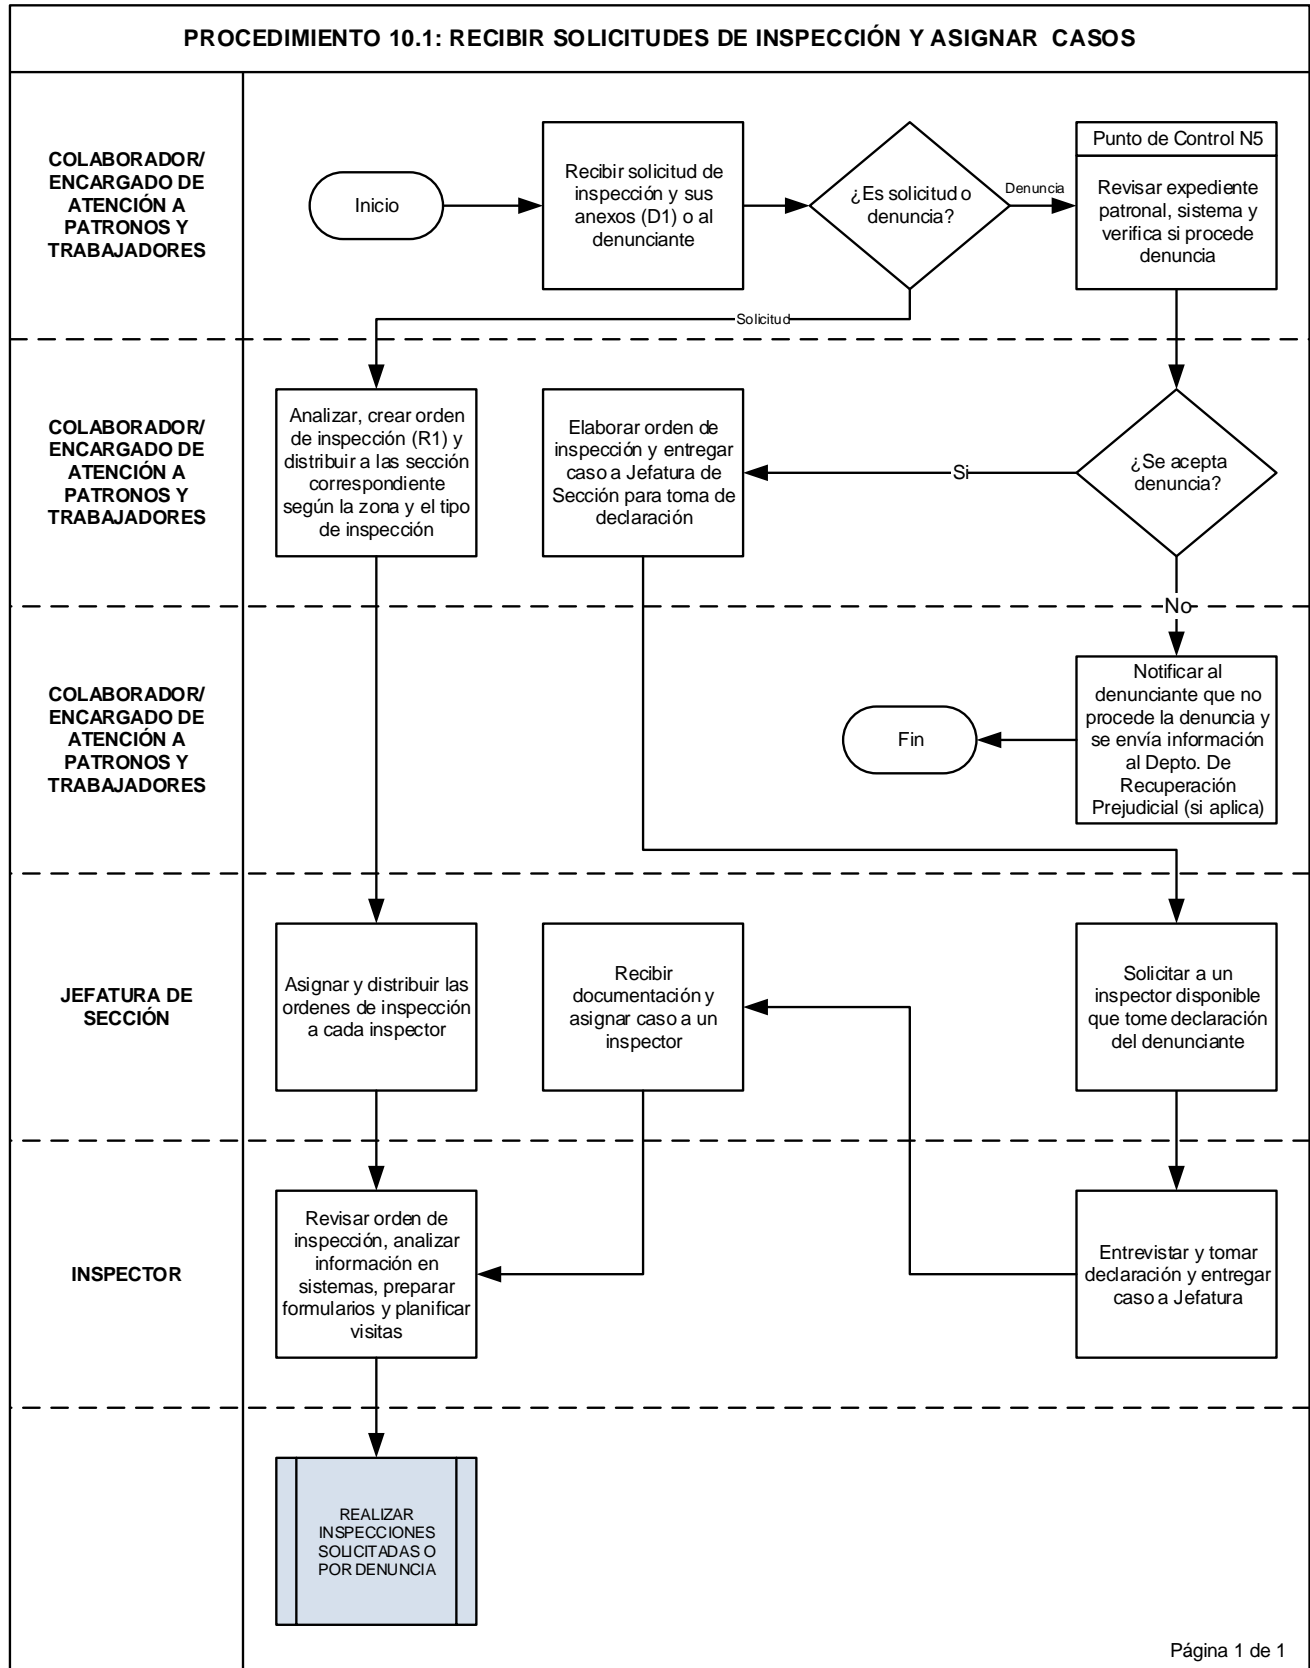 PROCEDIMIENTO 10.1: RECIBIR SOLICITUDES DE INSPECCIÓN Y ASIGNAR CASOS
COLABORADOR/
ENCARGADO DE
ATENCIÓN A
PATRONOS Y
TRABAJADORES
Inicio
Recibir solicitud de
inspección y sus
anexos (D1) o al
denunciante
¿Es solicitud o
denuncia?
Denuncia
Punto de Control N5
Revisar expediente
patronal, sistema y
verifica si procede
denuncia
Solicitud
COLABORADOR/
ENCARGADO DE
ATENCIÓN A
PATRONOS Y
TRABAJADORES
Analizar, crear orden
de inspección (R1) y
distribuir a las sección
correspondiente
según la zona y el tipo
de inspección
Elaborar orden de
inspección y entregar
caso a Jefatura de
Sección para toma de
declaración
Si
¿Se acepta
denuncia?
No
COLABORADOR/
ENCARGADO DE
ATENCIÓN A
PATRONOS Y
TRABAJADORES
Fin
Notificar al
denunciante que no
procede la denuncia y
se envía información
al Depto. De
Recuperación
Prejudicial (si aplica)
JEFATURA DE
SECCIÓN
Asignar y distribuir las
ordenes de inspección
a cada inspector
Recibir
documentación y
asignar caso a un
inspector
Solicitar a un
inspector disponible
que tome declaración
del denunciante
INSPECTOR
Revisar orden de
inspección, analizar
información en
sistemas, preparar
formularios y planificar
visitas
Entrevistar y tomar
declaración y entregar
caso a Jefatura
REALIZAR
INSPECCIONES
SOLICITADAS O
POR DENUNCIA
Página 1 de 1